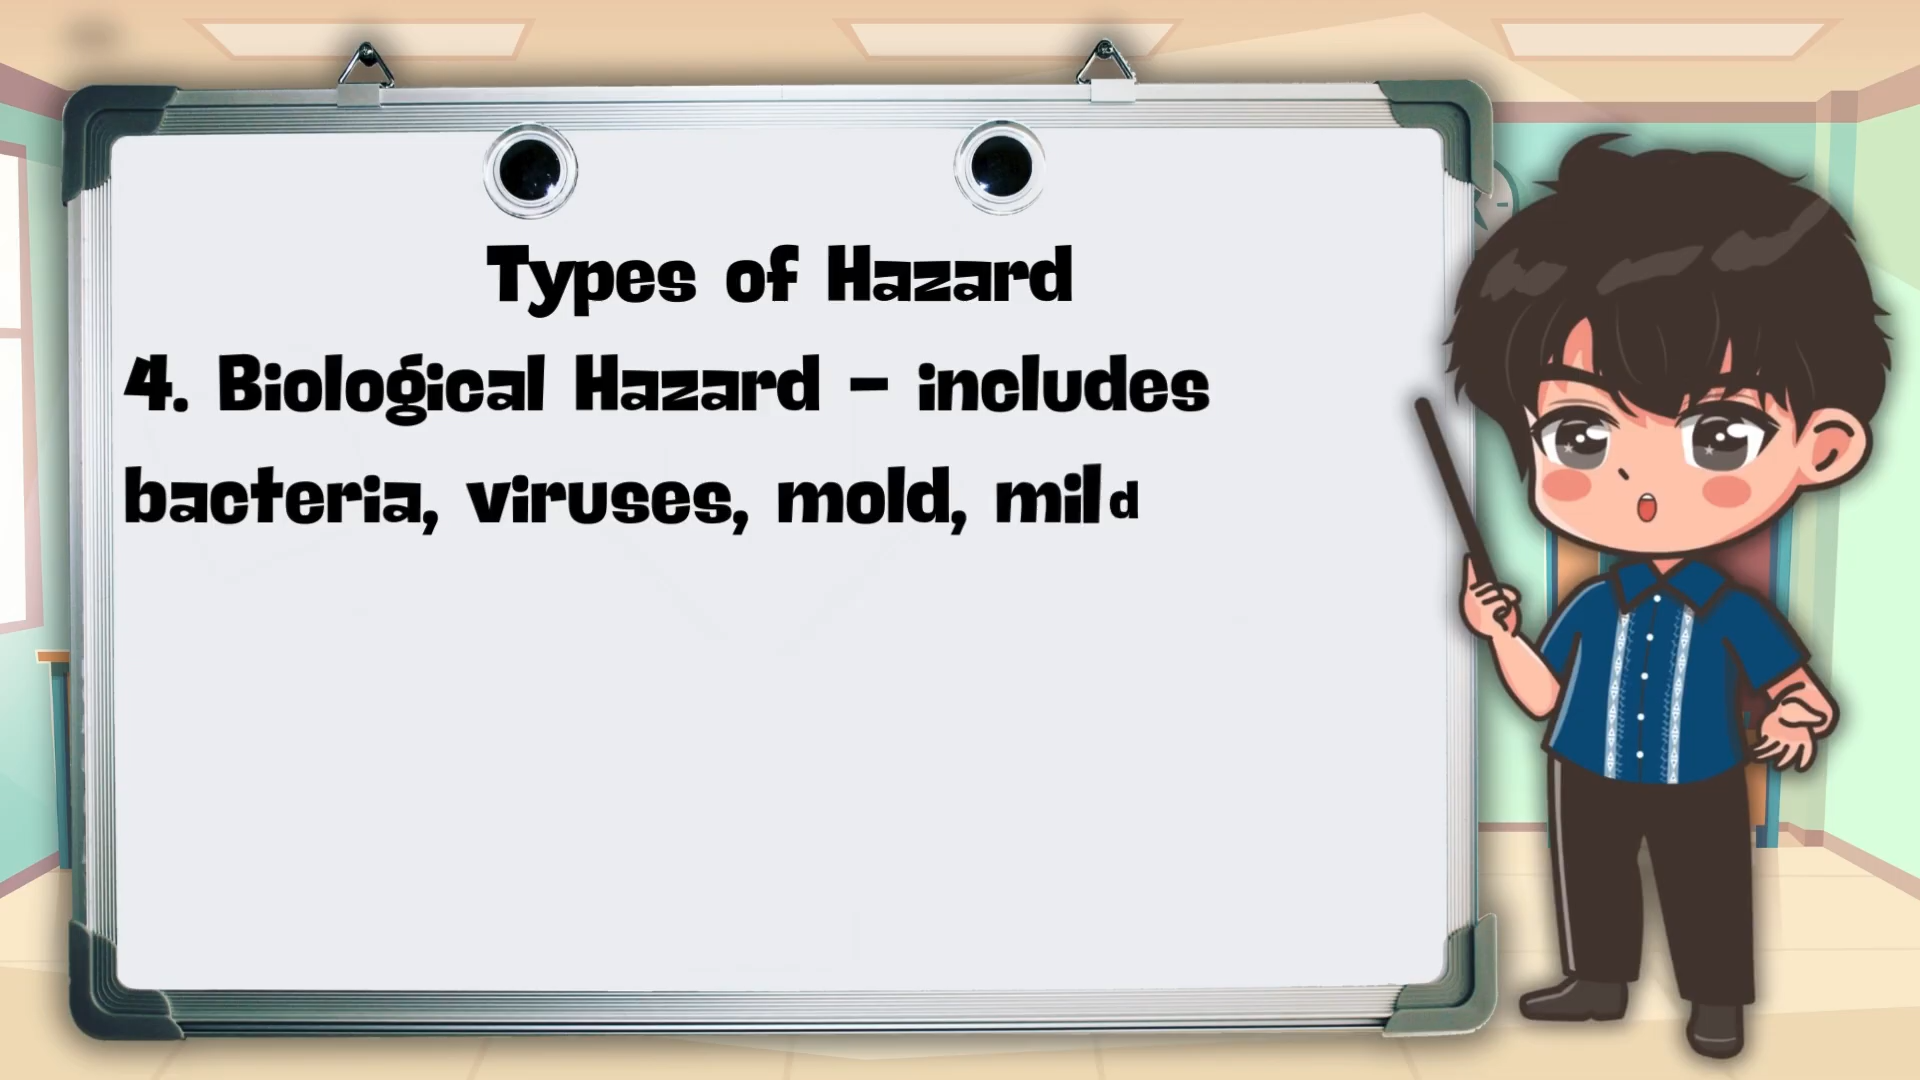 Types of Hazard
4. Biological Hazard - includes
bacteria, viruses, mold, mild